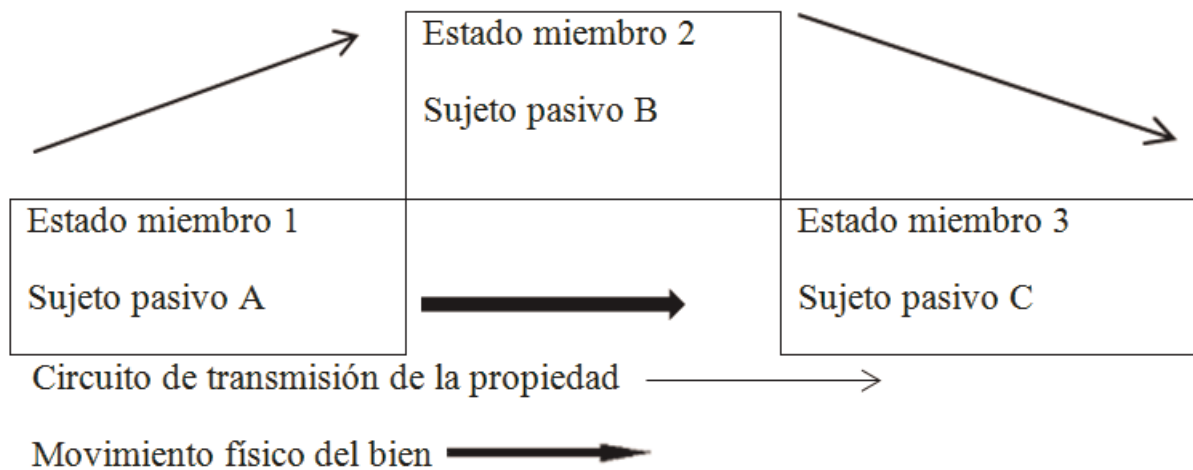 Estado miembro 2
Sujeto pasivo B
Estado miembro 1
Sujeto pasivo A
Estado miembro 3
Sujeto pasivo C
Circuito de transmisión de la propiedad
Movimiento físico del bien